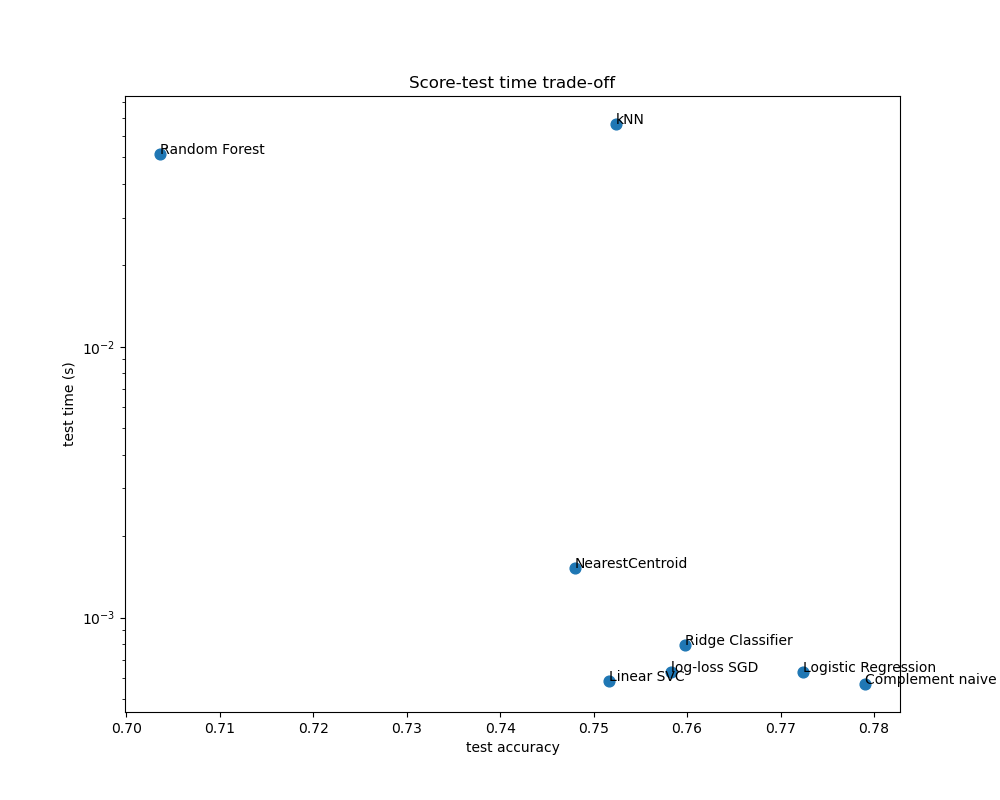 Score-test time trade-off
kNN
Random Forest
10⁻²
test time (s)
NearestCentroid
10⁻³
Ridge Classifier
log-loss SGD
Logistic Regression
Linear SVC
Complement naive
0.70 0.71 0.72 0.73 0.74 0.75 0.76 0.77 0.78
test accuracy